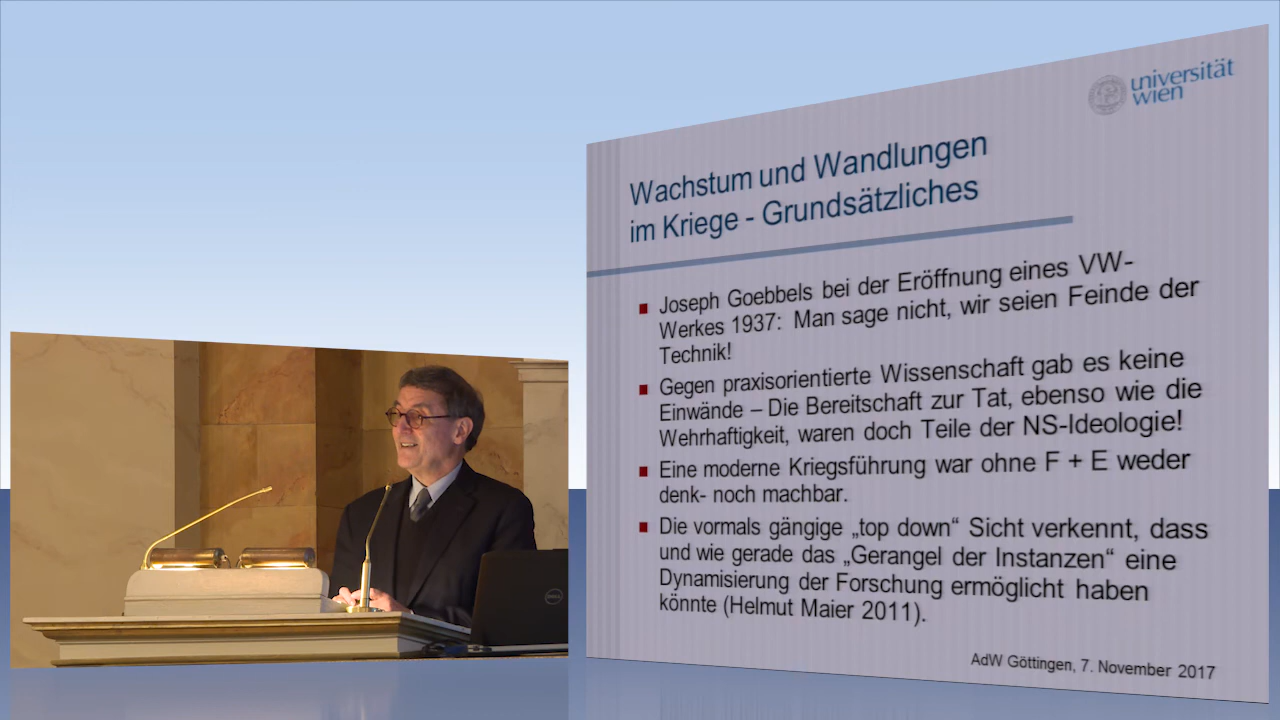 universität
wien
Wachstum und Wandlungen
im Kriege - Grundsätzliches
Joseph Goebbels bei der Eröffnung eines VW-
Werkes 1937: Man sage nicht, wir seien Feinde der
Technik!
Gegen praxisorientierte Wissenschaft gab es keine
Einwände – Die Bereitschaft zur Tat, ebenso wie die
Wehrhaftigkeit, waren doch Teile der NS-Ideologie!
Eine moderne Kriegsführung war ohne F + E weder
denk- noch machbar.
Die vormals gängige „top down“ Sicht verkennt, dass
und wie gerade das „Gerangel der Instanzen“ eine
Dynamisierung der Forschung ermöglicht haben
könnte (Helmut Maier 2011).
AdW Göttingen, 7. November 2017
DELL